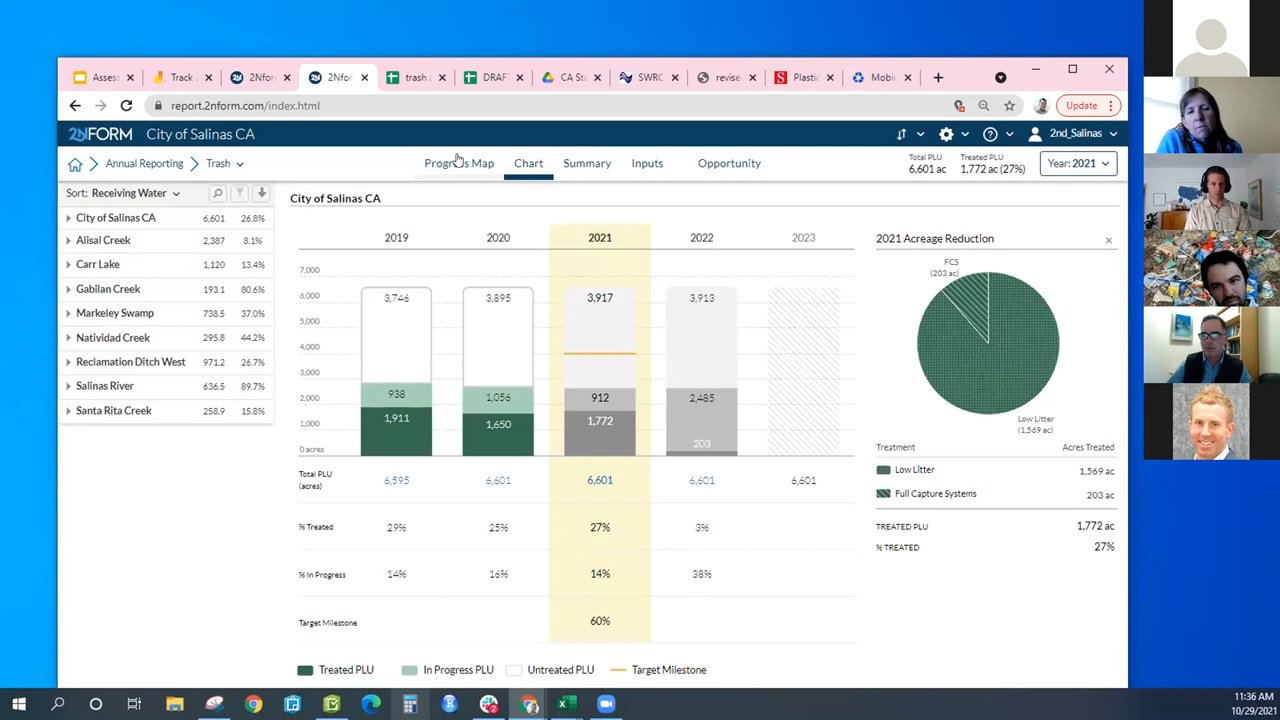 Assess
Track
2Nfor
2Nfor
trash
DRAFT
CA Sta
SWRC
revise
Plastic
Mobiu
report.2nform.com/index.html
Update
2NFORM City of Salinas CA
2nd_Salinas
Annual Reporting
Trash
Progress Map
Chart
Summary
Inputs
Opportunity
Total PLU
6,601 ac
Treated PLU
1,772 ac (27%)
Year: 2021
Sort: Receiving Water
City of Salinas CA 6,601 26.8%
Alisal Creek 2,387 8.1%
Carr Lake 1,120 13.4%
Gabilan Creek 193.1 80.6%
Markeley Swamp 738.5 37.0%
Natividad Creek 295.8 44.2%
Reclamation Ditch West 971.2 26.7%
Salinas River 636.5 89.7%
Santa Rita Creek 258.9 15.8%
City of Salinas CA
2019 2020 2021 2022 2023
7,000
6,000
5,000
4,000
3,000
2,000
1,000
0 acres
3,746 3,895 3,917 3,913
938 1,056 912 2,485
1,911 1,650 1,772 203
Total PLU
(acres)
6,595 6,601 6,601 6,601 6,601
% Treated 29% 25% 27% 3%
% In Progress 14% 16% 14% 38%
Target Milestone 60%
Treated PLU
In Progress PLU
Untreated PLU
Target Milestone
2021 Acreage Reduction
FCS
(203 ac)
Low Litter
(1,569 ac)
Treatment Acres Treated
Low Litter 1,569 ac
Full Capture Systems 203 ac
TREATED PLU 1,772 ac
% TREATED 27%
11:36 AM
10/29/2021